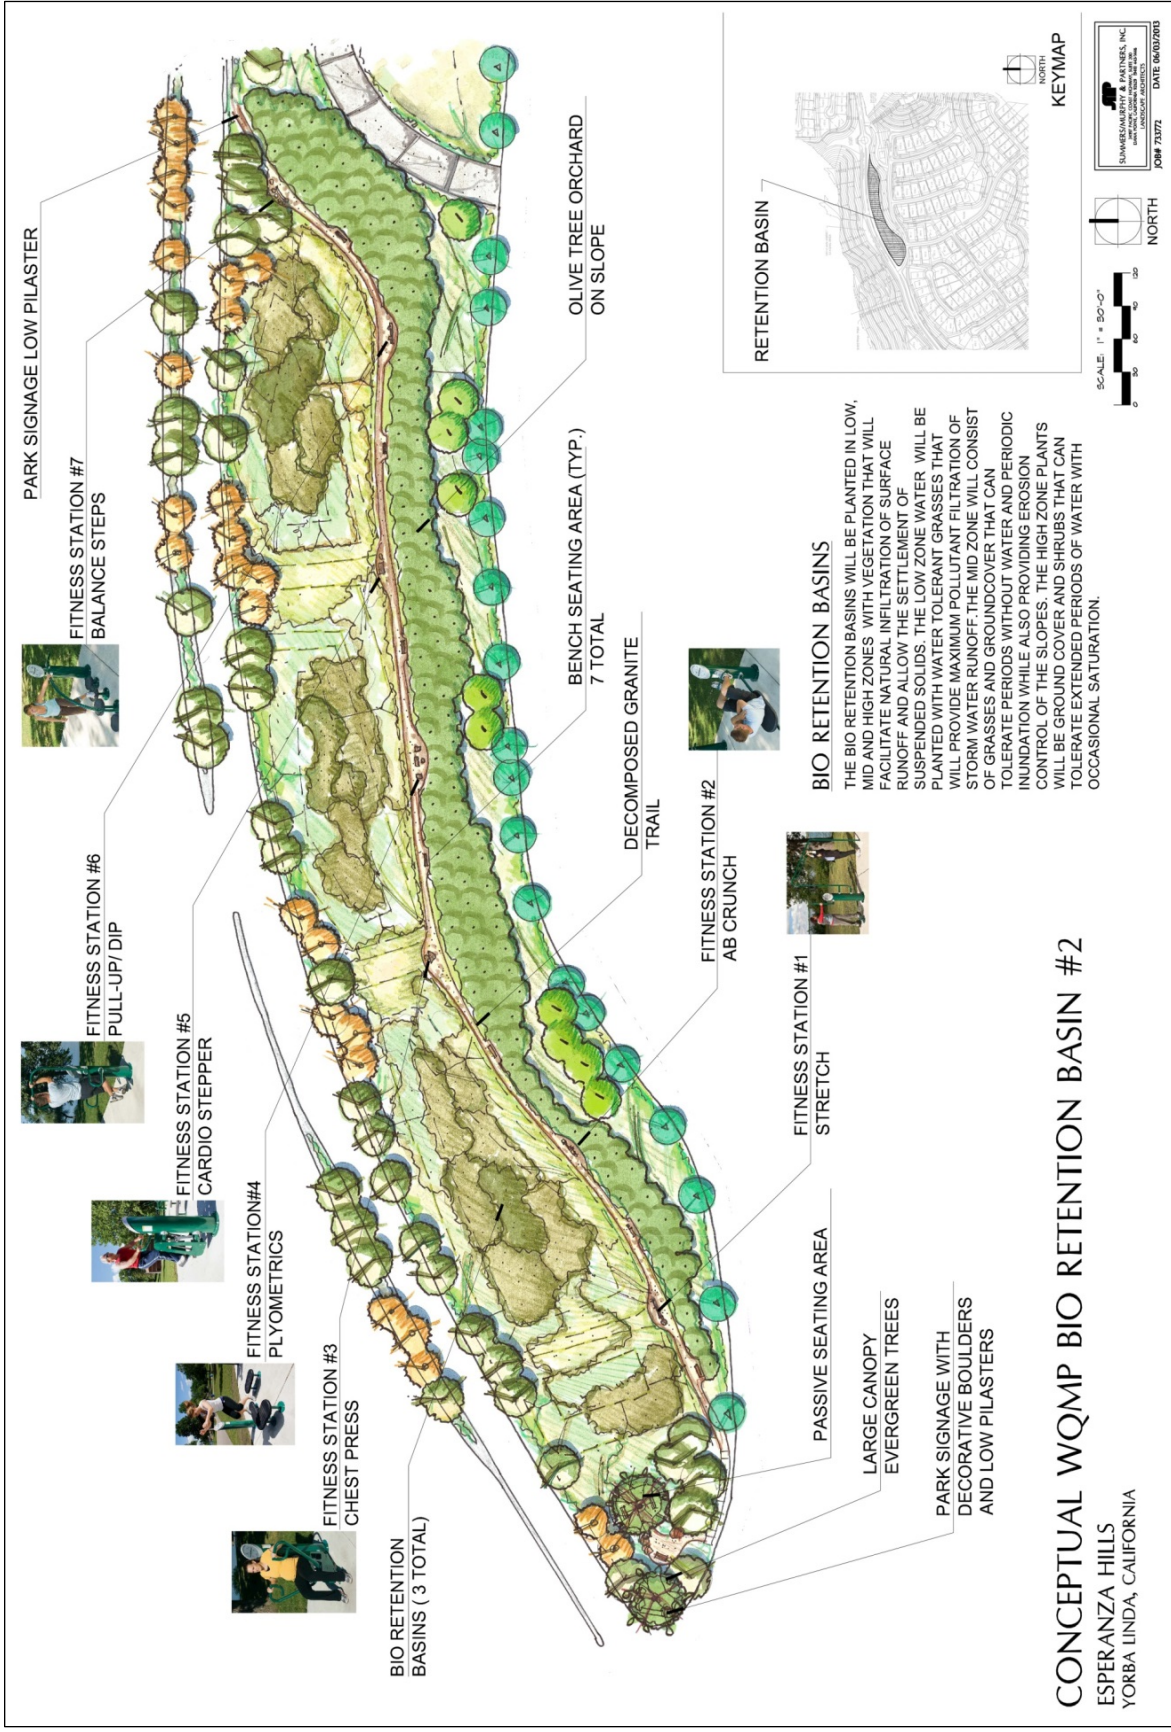 PARK SIGNAGE LOW PILASTER
FITNESS STATION #7
BALANCE STEPS
FITNESS STATION #6
PULL-UP/ DIP
FITNESS STATION #5
CARDIO STEPPER
FITNESS STATION#4
PLYOMETRICS
FITNESS STATION #3
CHEST PRESS
BIO RETENTION
BASINS ( 3 TOTAL)
OLIVE TREE ORCHARD
ON SLOPE
BENCH SEATING AREA (TYP.)
7 TOTAL
DECOMPOSED GRANITE
TRAIL
FITNESS STATION #2
AB CRUNCH
FITNESS STATION #1
STRETCH
PASSIVE SEATING AREA
LARGE CANOPY
EVERGREEN TREES
PARK SIGNAGE WITH
DECORATIVE BOULDERS
AND LOW PILASTERS
BIO RETENTION BASINS
THE BIO RETENTION BASINS WILL BE PLANTED IN LOW,
MID AND HIGH ZONES WITH VEGETATION THAT WILL
FACILITATE NATURAL INFILTRATION OF SURFACE
RUNOFF AND ALLOW THE SETTLEMENT OF
SUSPENDED SOLIDS. THE LOW ZONE WATER WILL BE
PLANTED WITH WATER TOLERANT GRASSES THAT
WILL PROVIDE MAXIMUM POLLUTANT FILTRATION OF
STORM WATER RUNOFF. THE MID ZONE WILL CONSIST
OF GRASSES AND GROUNDCOVER THAT CAN
TOLERATE PERIODS WITHOUT WATER AND PERIODIC
INUNDATION WHILE ALSO PROVIDING EROSION
CONTROL OF THE SLOPES. THE HIGH ZONE PLANTS
WILL BE GROUND COVER AND SHRUBS THAT CAN
TOLERATE EXTENDED PERIODS OF WATER WITH
OCCASIONAL SATURATION.
RETENTION BASIN
NORTH
KEYMAP
CONCEPTUAL WQMP BIO RETENTION BASIN #2
ESPERANZA HILLS
YORBA LINDA, CALIFORNIA
SCALE: 1" = 30'-0"
NORTH
SUMMERS/MURPHY & PARTNERS, INC.
LANDSCAPE ARCHITECTS
JOB# 733772 DATE: 06/03/2013